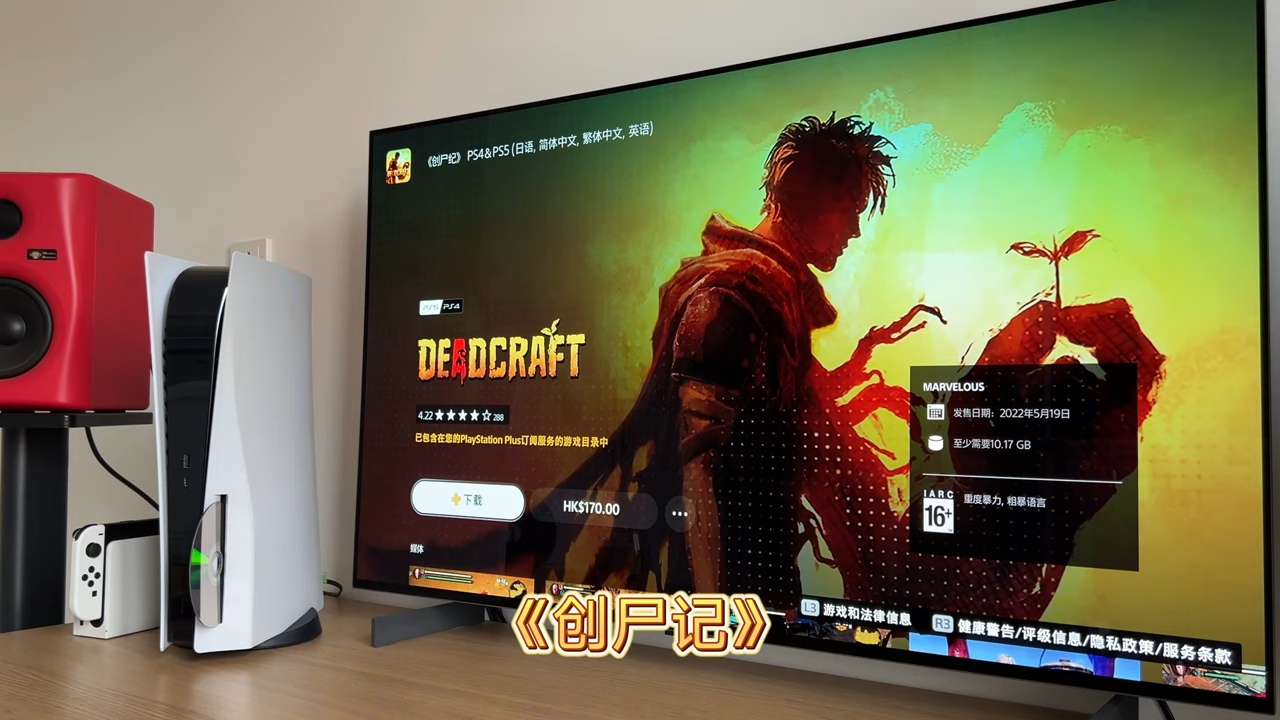 《创尸纪》 PS4&PS5 (日语, 简体中文, 繁体中文, 英语)
PS5 PS4
DEADCRAFT
4.22 ★★★★☆ 288
已包含在您的PlayStation Plus订阅服务的游戏目录中
下载
HK$170.00
•••
媒体
MARVELOUS
发售日期：2022年5月19日
至少需要10.17 GB
IARC
16+
重度暴力, 粗暴语言
L3 游戏和法律信息
R3 健康警告/评级信息/隐私政策/服务条款
《创尸记》